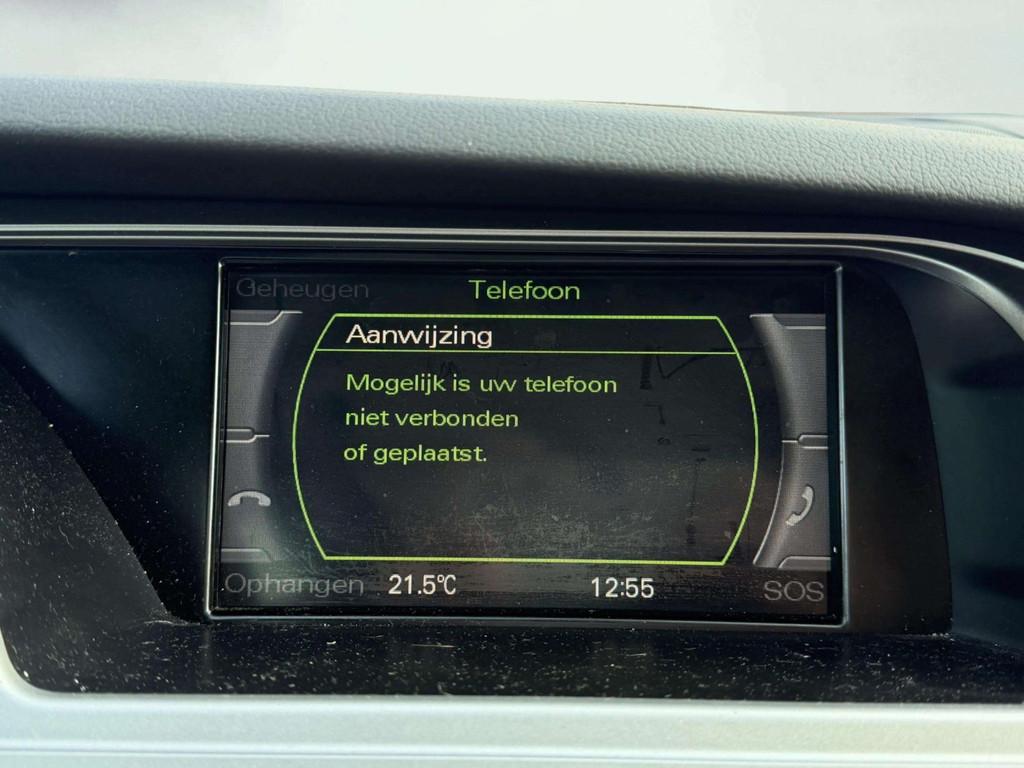 Geheugen Telefoon
Aanwijzing
Mogelijk is uw telefoon
niet verbonden
of geplaatst.
Ophangen 21.5°C 12:55 SOS